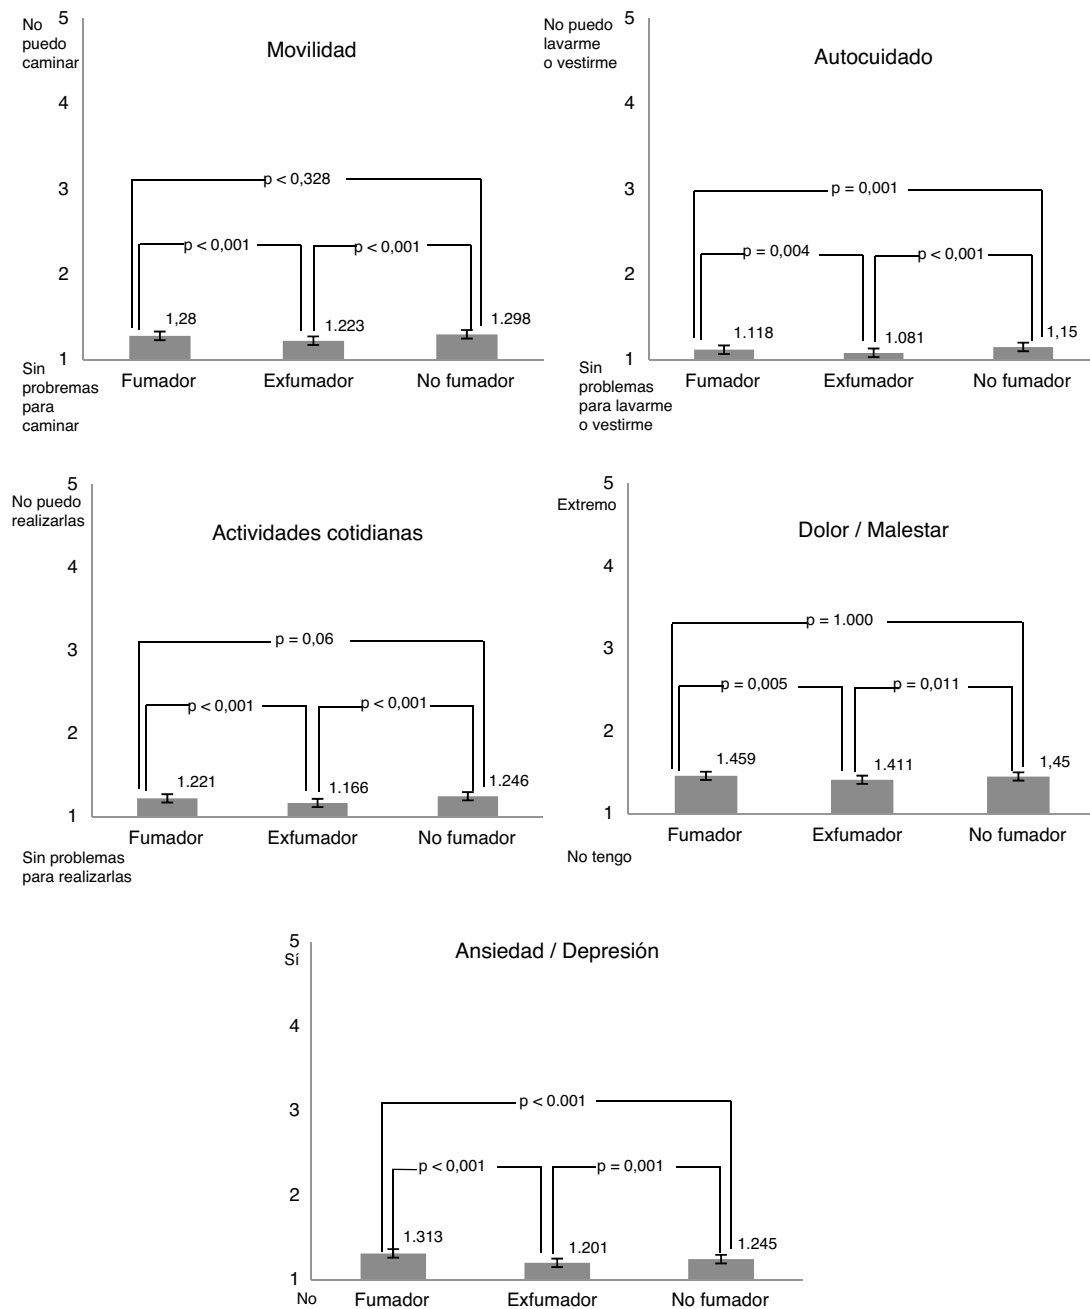 No
puedo
caminar
5
4
3
2
1
Sin
probremas
para
caminar
Movilidad
p < 0,328
p < 0,001
p < 0,001
1,28
1.223
1.298
Fumador
Exfumador
No fumador
No puedo
lavarme
o vestirme
5
4
3
2
1
Sin
problemas
para lavarme
o vestirme
Autocuidado
p = 0,001
p = 0,004
p < 0,001
1.118
1.081
1,15
Fumador
Exfumador
No fumador
5
No puedo
realizarlas
4
3
2
1
Sin problemas
para realizarlas
Actividades cotidianas
p = 0,06
p < 0,001
p < 0,001
1.221
1.166
1.246
Fumador
Exfumador
No fumador
5
Extremo
4
3
2
1
No tengo
Dolor / Malestar
p = 1.000
p = 0,005
p = 0,011
1.459
1.411
1,45
Fumador
Exfumador
No fumador
5
Sí
4
3
2
1
No
Ansiedad / Depresión
p < 0.001
p < 0,001
p = 0,001
1.313
1.201
1.245
Fumador
Exfumador
No fumador